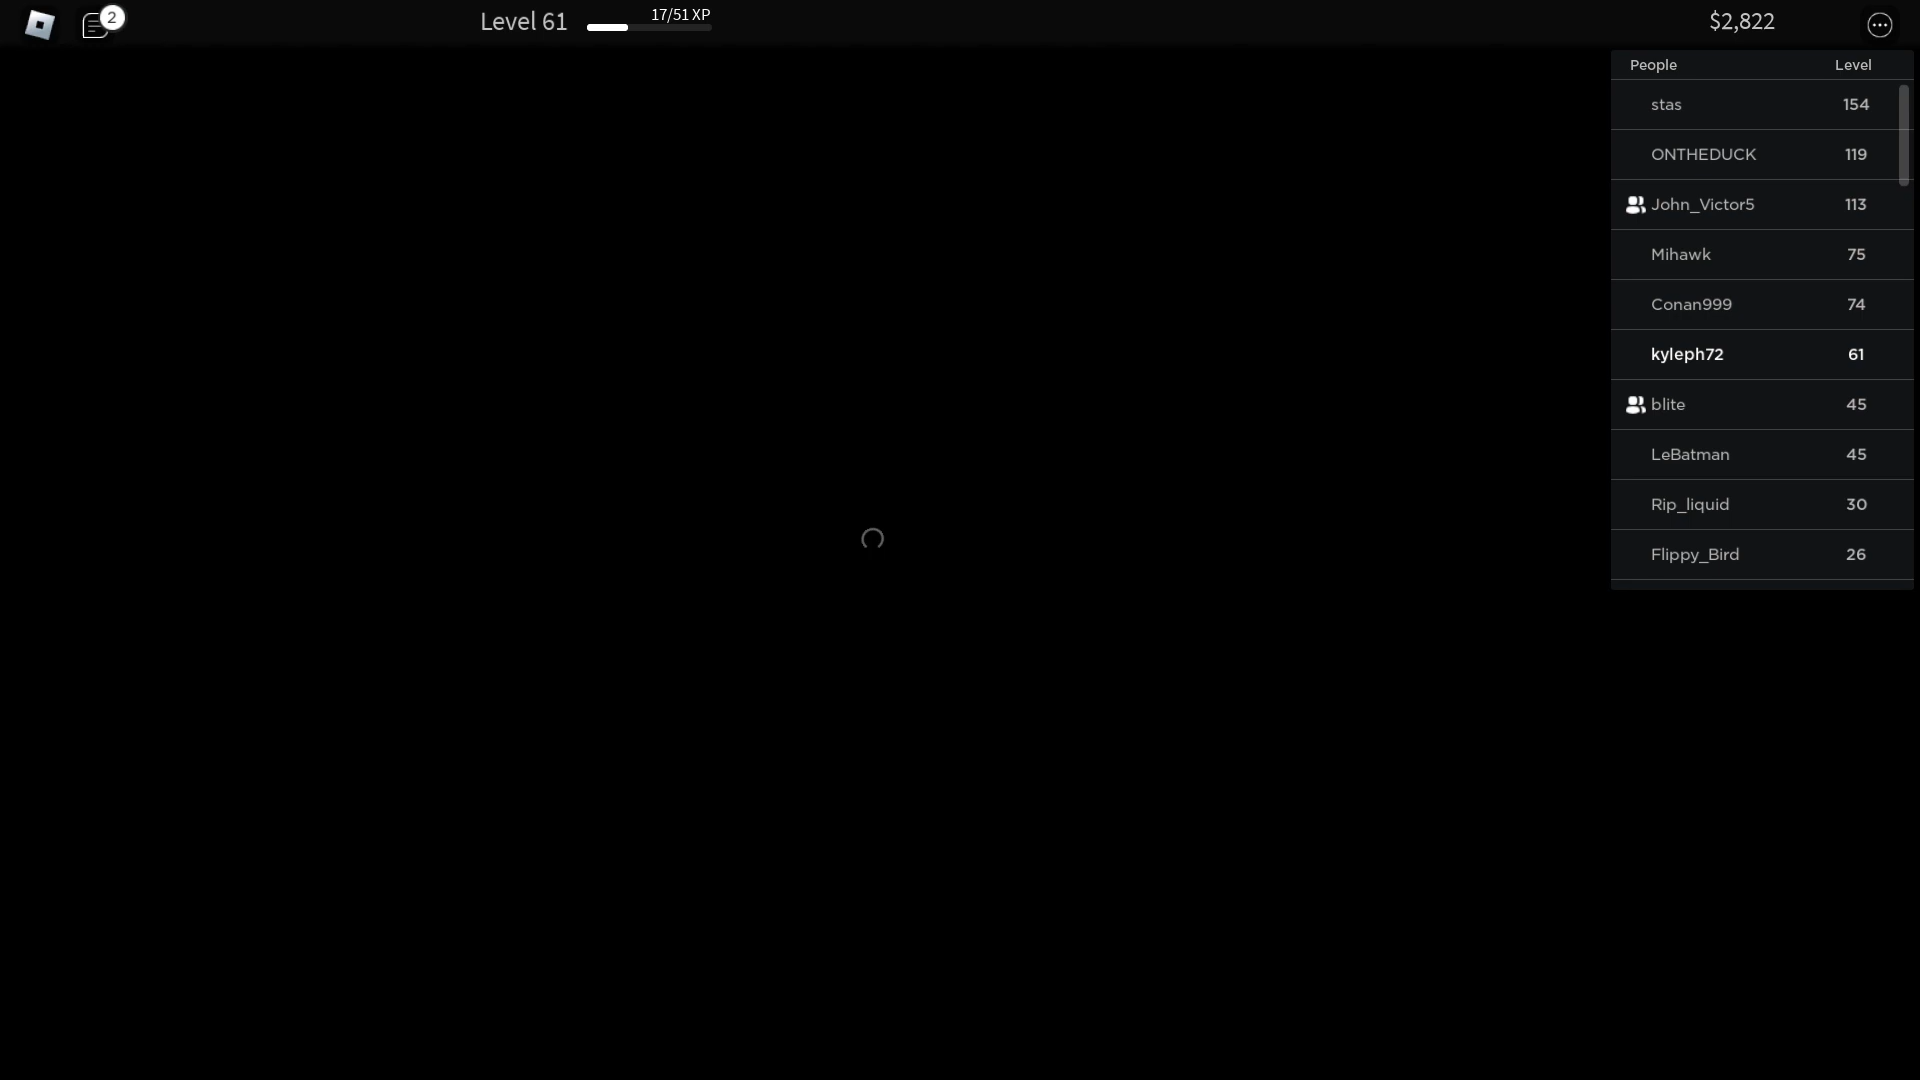 2
Level 61
17/51 XP
$2,822
People Level
stas 154
ONTHEDUCK 119
John_Victor5 113
Mihawk 75
Conan999 74
kyleph72 61
blite 45
LeBatman 45
Rip_liquid 30
Flippy_Bird 26